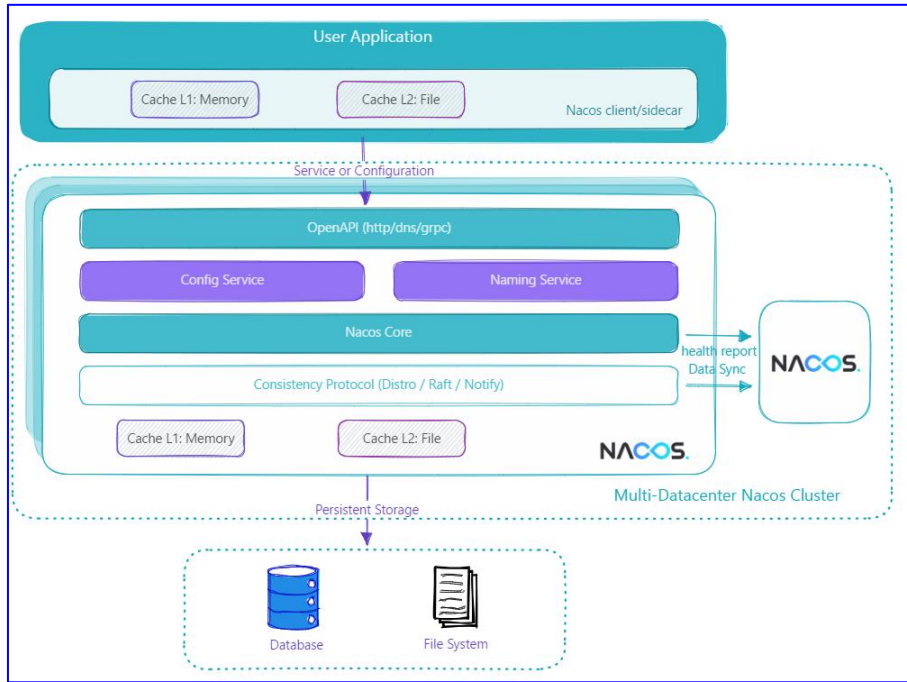 User Application
Cache L1: Memory
Cache L2: File
Nacos client/sidecar
Service or Configuration
OpenAPI (http/dns/grpc)
Config Service
Naming Service
Nacos Core
health report
Data Sync
NACOS.
Consistency Protocol (Distro / Raft / Notify)
Cache L1: Memory
Cache L2: File
NACOS.
Multi-Datacenter Nacos Cluster
Persistent Storage
Database
File System